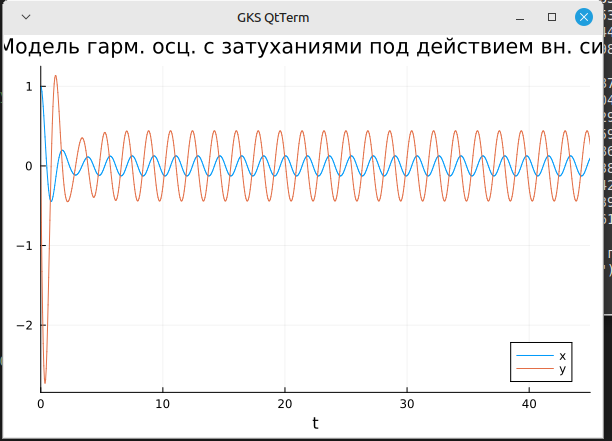 GKS QtTerm
Модель гарм. осц. с затуханиями под действием вн. си
1
0
−1
−2
0
10
20
30
40
t
x
y